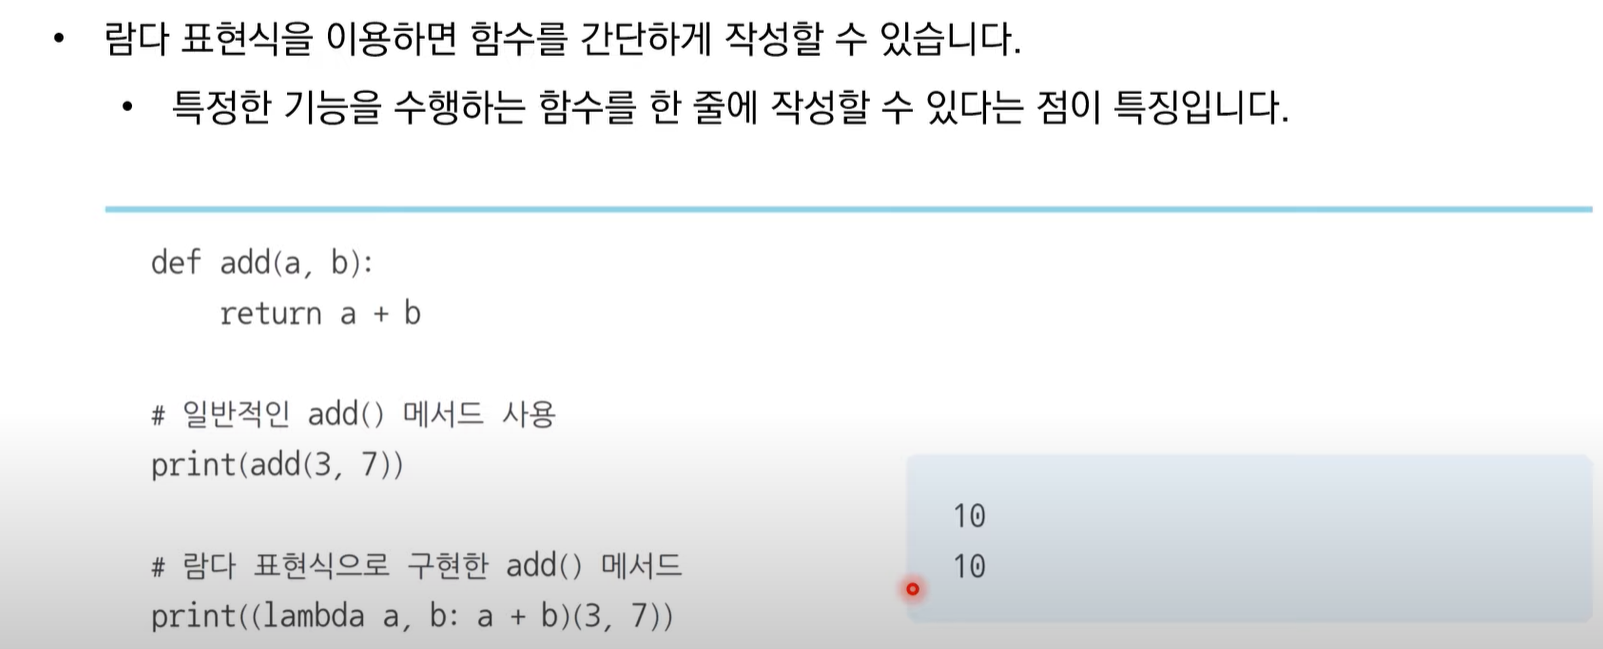 • 람다 표현식을 이용하면 함수를 간단하게 작성할 수 있습니다.
• 특정한 기능을 수행하는 함수를 한 줄에 작성할 수 있다는 점이 특징입니다.
def add(a, b):
    return a + b
# 일반적인 add() 메서드 사용
print(add(3, 7))
# 람다 표현식으로 구현한 add() 메서드
print((lambda a, b: a + b)(3, 7))
10
10